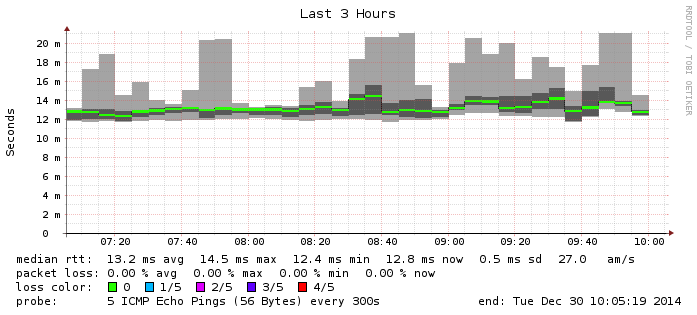 Last 3 Hours
RRDTOOL / TOBI OETIKER
Seconds
20 m
18 m
16 m
14 m
12 m
10 m
8 m
6 m
4 m
2 m
0
07:20 07:40 08:00 08:20 08:40 09:00 09:20 09:40 10:00
median rtt: 13.2 ms avg 14.5 ms max 12.4 ms min 12.8 ms now 0.5 ms sd 27.0 am/s
packet loss: 0.00 % avg 0.00 % max 0.00 % min 0.00 % now
loss color: 0 1/5 2/5 3/5 4/5
probe: 5 ICMP Echo Pings (56 Bytes) every 300s end: Tue Dec 30 10:05:19 2014